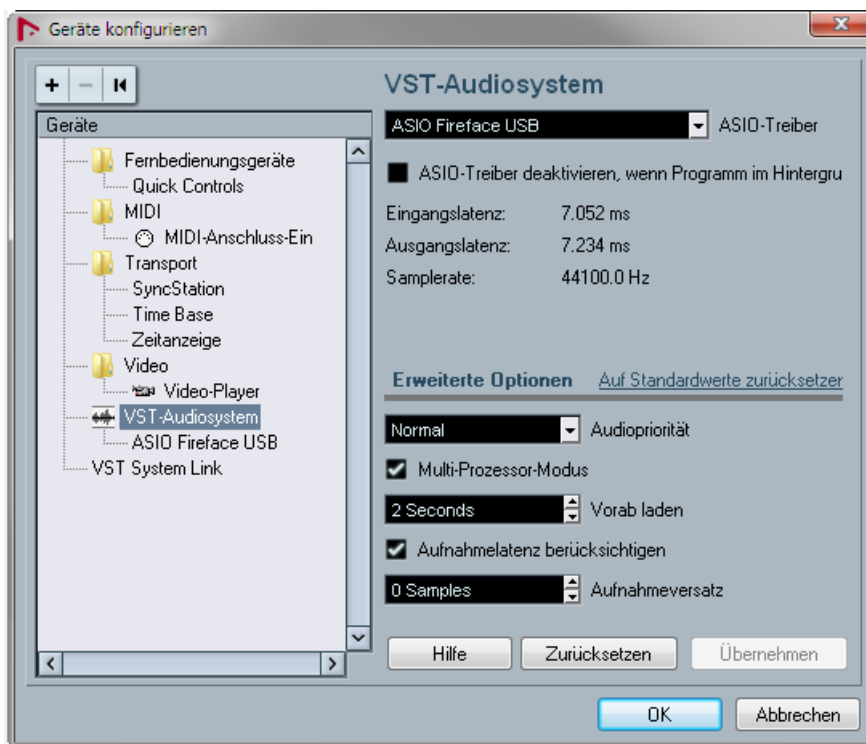 Geräte konfigurieren
Geräte
Fernbedienungsgeräte
Quick Controls
MIDI
MIDI-Anschluss-Ein
Transport
SyncStation
Time Base
Zeitanzeige
Video
Video-Player
VST-Audiosystem
ASIO Fireface USB
VST System Link
VST-Audiosystem
ASIO Fireface USB ASIO-Treiber
ASIO-Treiber deaktivieren, wenn Programm im Hintergru
Eingangslatenz: 7.052 ms
Ausgangslatenz: 7.234 ms
Samplerate: 44100.0 Hz
Erweiterte Optionen Auf Standardwerte zurücksetzer
Normal Audiopriorität
Multi-Prozessor-Modus
2 Seconds Vorab laden
Aufnahmelatenz berücksichtigen
0 Samples Aufnahmeversatz
Hilfe Zurücksetzen Übernehmen
OK Abbrechen